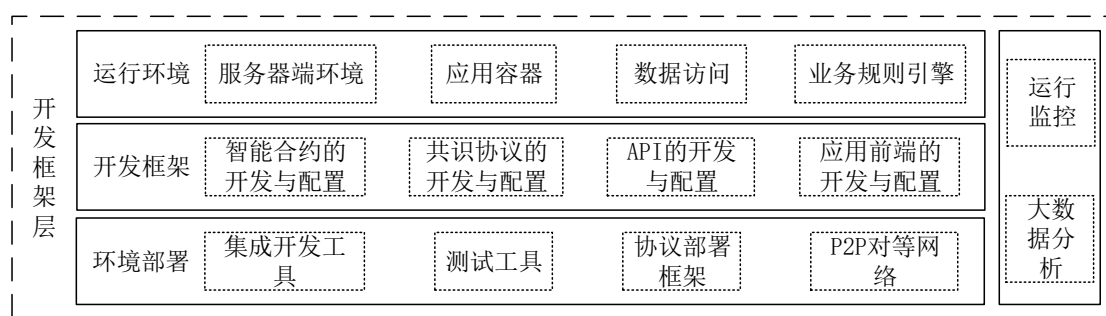 开发框架层
运行环境
服务器端环境
应用容器
数据访问
业务规则引擎
开发框架
智能合约的
开发与配置
共识协议的
开发与配置
API的开发
与配置
应用前端的
开发与配置
环境部署
集成开发工
具
测试工具
协议部署
框架
P2P对等网
络
运行
监控
大数
据分
析